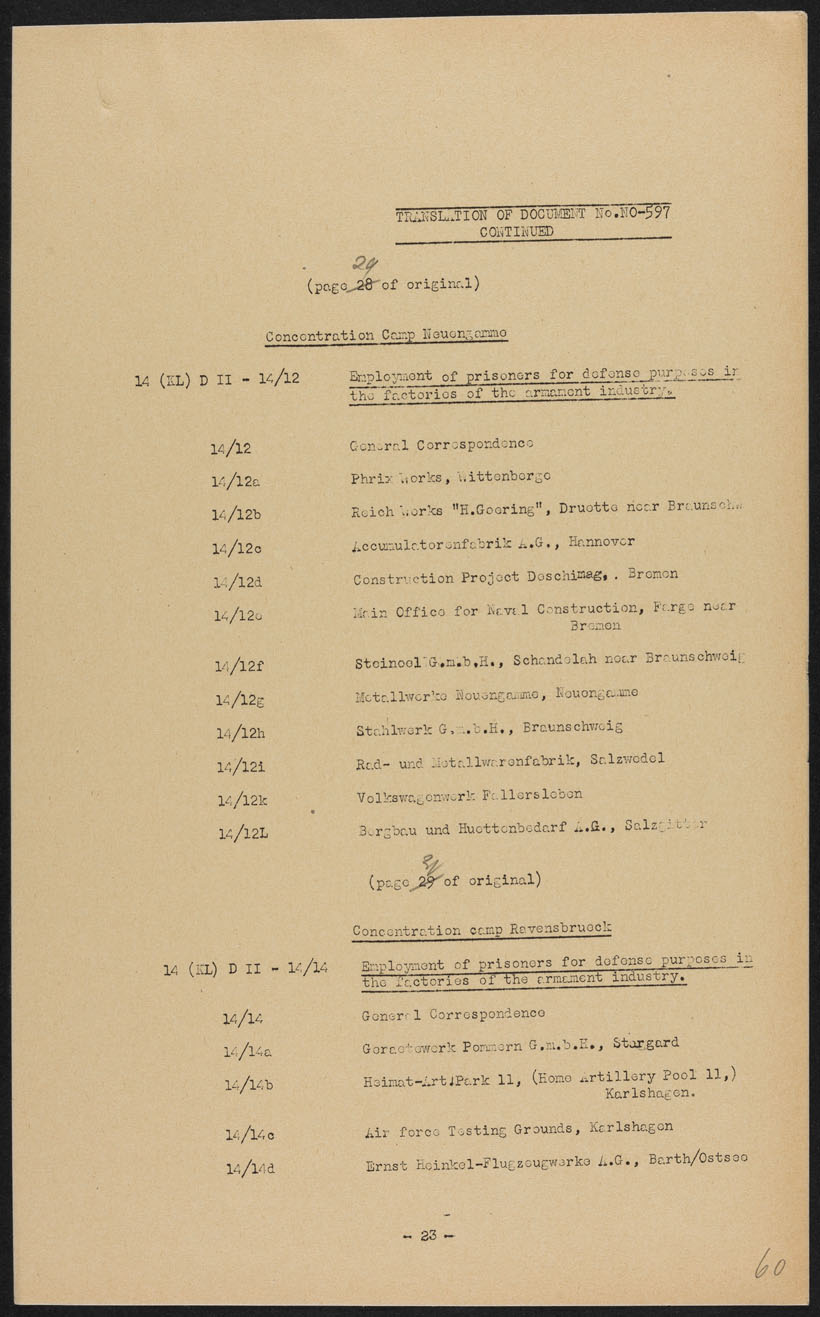 TRANSLATION OF DOCUMENT No.NO-597
CONTINUED
29
(page 28 of original)
Concentration Camp Neuengamme
14 (KL) D II - 14/12 Employment of prisoners for defense purposes in
the factories of the armament industry.
14/12 General Correspondence
14/12a Phrix Works, Wittenberge
14/12b Reich Works "H.Goering", Druette near Braunschw
14/12c Accumulatorenfabrik A.G., Hannover
14/12d Construction Project Deschimag, . Bremen
14/12e Main Office for Naval Construction, Farge near
Bremen
14/12f Steinoel G.m.b.H., Schandelah near Braunschweig
14/12g Metallwerke Neuengamme, Neuengamme
14/12h Stahlwerk G.m.b.H., Braunschweig
14/12i Rad- und Metallwarenfabrik, Salzwedel
14/12k Volkswagenwerk Fallersleben
14/12L Bergbau und Huettenbedarf A.G., Salzgitter
(page 29 of original)
Concentration camp Ravensbrueck
14 (KL) D II - 14/14 Employment of prisoners for defense purposes in
the factories of the armament industry.
14/14 General Correspondence
14/14a Geraetewerk Pommern G.m.b.H., Stargard
14/14b Heimat-Art.Park 11, (Home Artillery Pool 11,)
Karlshagen.
14/14c Air force Testing Grounds, Karlshagen
14/14d Ernst Heinkel-Flugzeugwerke A.G., Barth/Ostsee
- 23 -
60